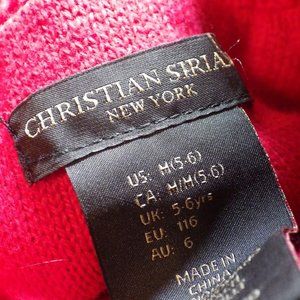 CHRISTIAN SIRIA
NEW YORK
US: M(5-6)
CA: M/M(5-6)
UK: 5-6yrs
EU: 116
AU: 6
MADE IN
CHINA